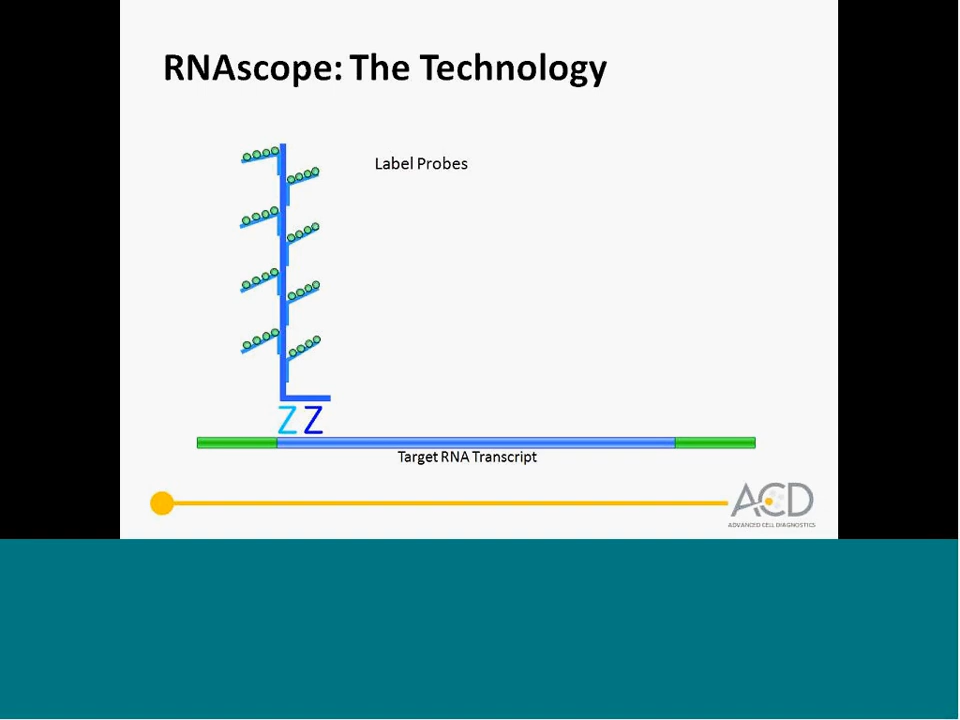 RNAscope: The Technology
Label Probes
Z Z
Target RNA Transcript
ACD
ADVANCED CELL DIAGNOSTICS